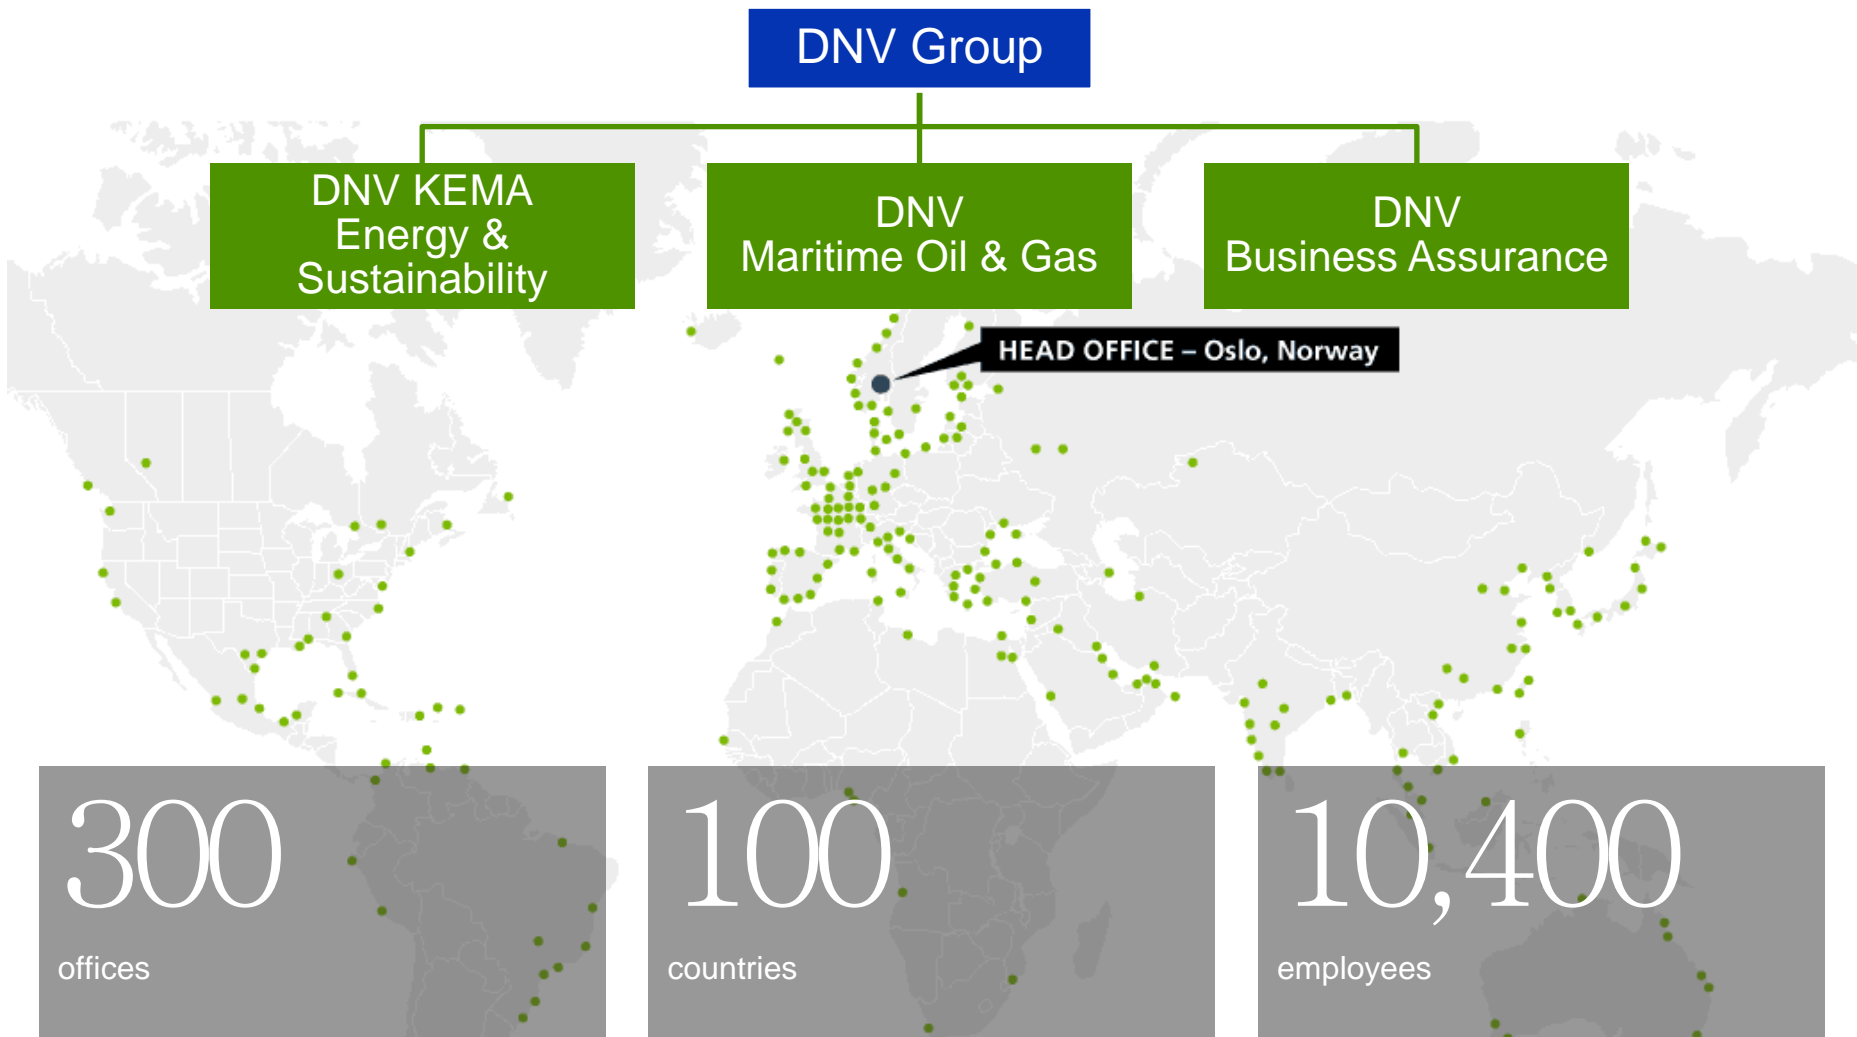 DNV Group
DNV KEMA
Energy &
Sustainability
DNV
Maritime Oil & Gas
DNV
Business Assurance
HEAD OFFICE – Oslo, Norway
300
offices
100
countries
10,400
employees